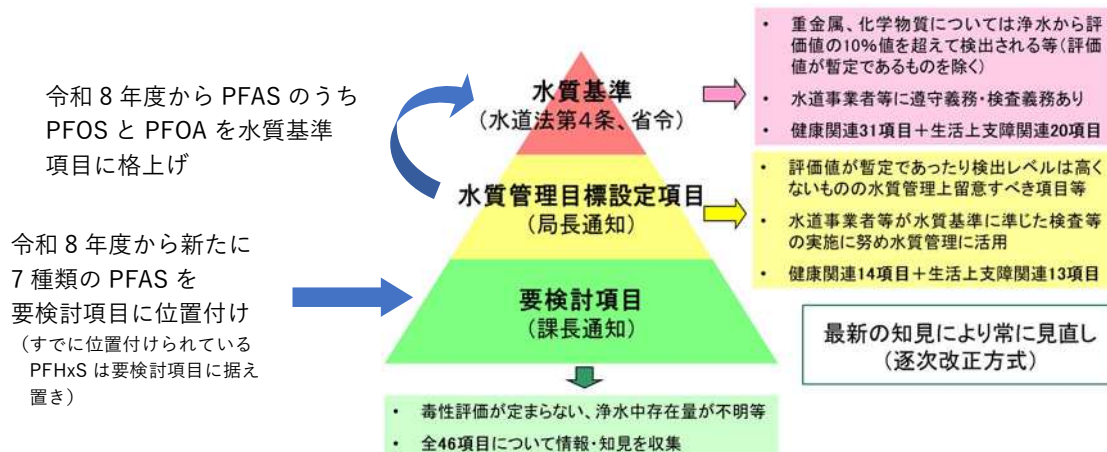 令和 8 年度から PFAS のうち
PFOS と PFOA を水質基準
項目に格上げ
令和 8 年度から新たに
7 種類の PFAS を
要検討項目に位置付け
(すでに位置付けられている
PFHxS は要検討項目に据え
置き)
水質基準
(水道法第4条、省令)
水質管理目標設定項目
(局長通知)
要検討項目
(課長通知)
• 重金属、化学物質については浄水から評
価値の10%値を超えて検出される等(評価
値が暫定であるものを除く)
• 水道事業者等に遵守義務・検査義務あり
• 健康関連31項目+生活上支障関連20項目
• 評価値が暫定であったり検出レベルは高く
ないものの水質管理上留意すべき項目等
• 水道事業者等が水質基準に準じた検査等
の実施に努め水質管理に活用
• 健康関連14項目+生活上支障関連13項目
最新の知見により常に見直し
(逐次改正方式)
• 毒性評価が定まらない、浄水中存在量が不明等
• 全46項目について情報・知見を収集